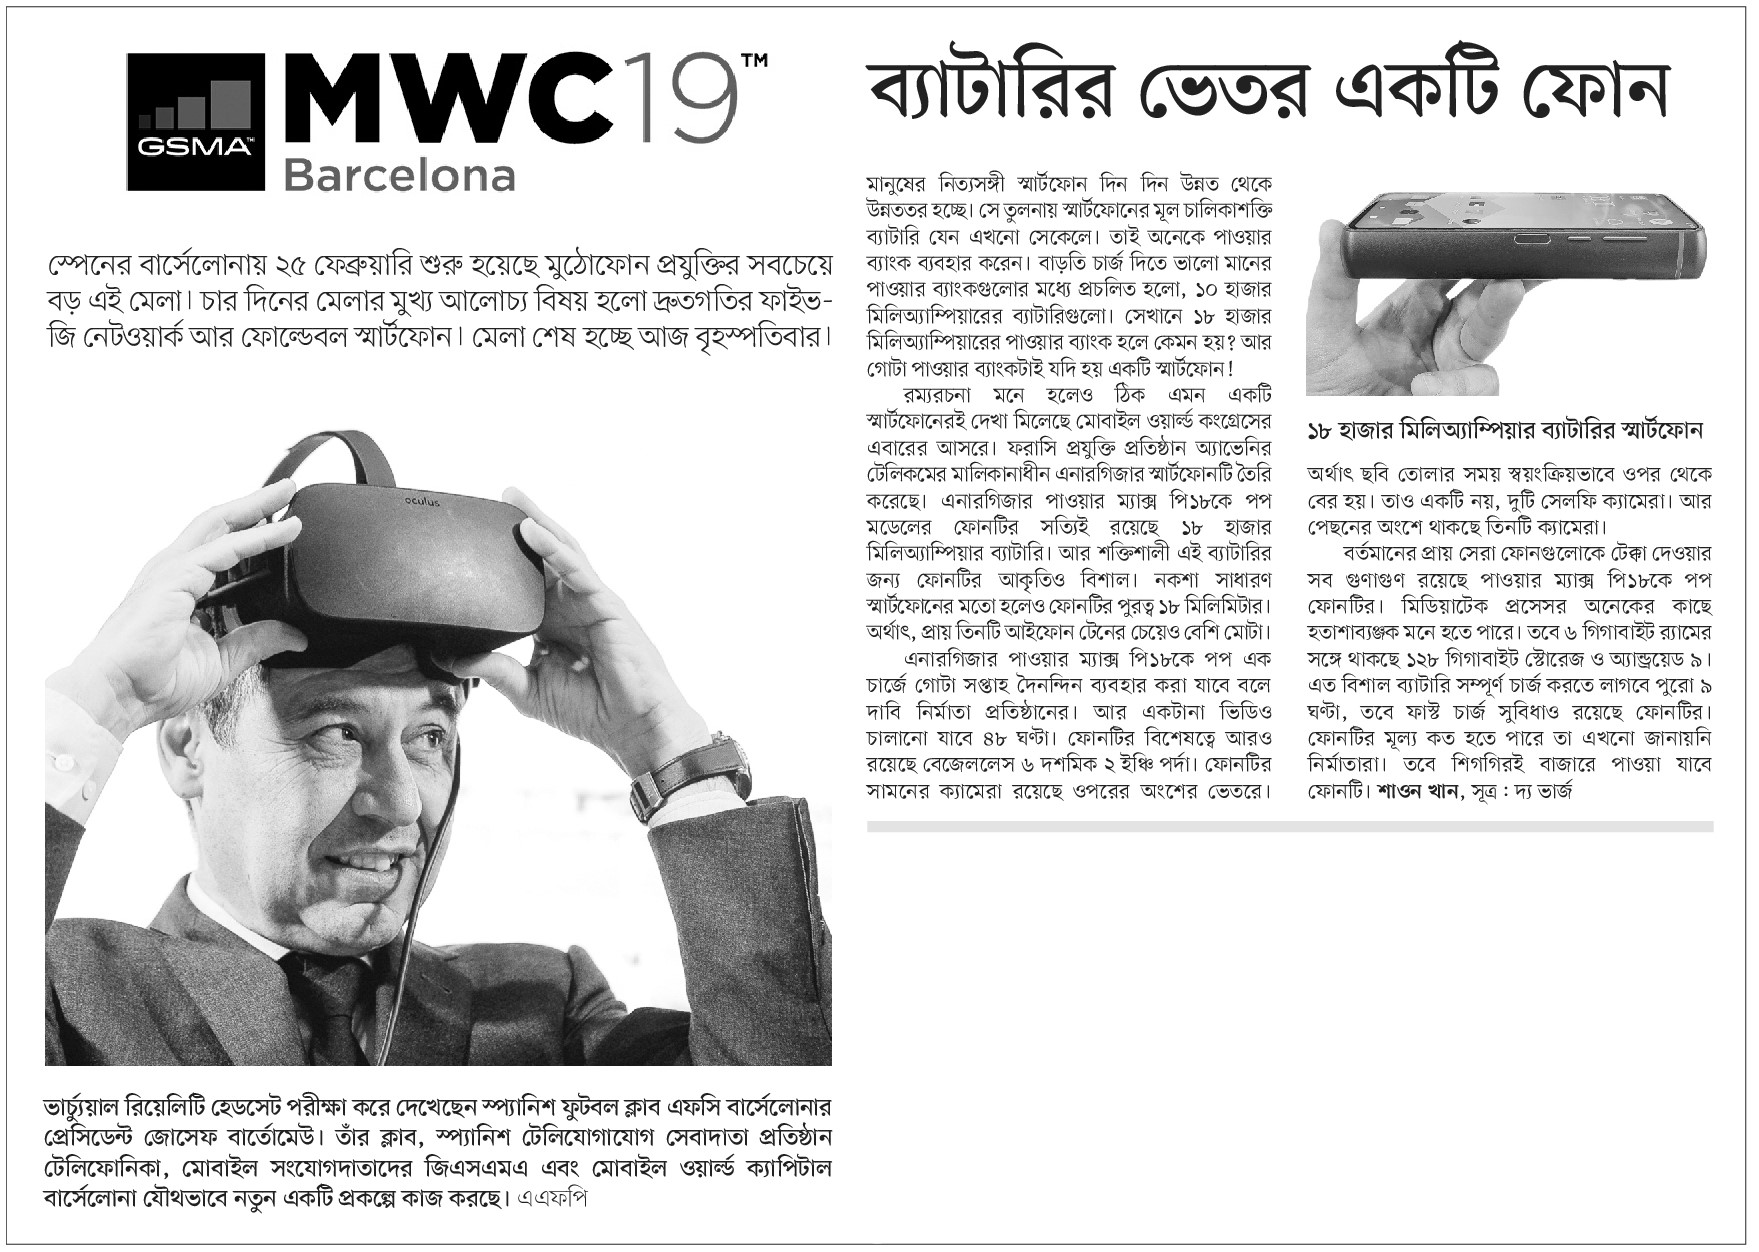 GSMA™
MWC19™
Barcelona
স্পেনের বার্সেলোনায় ২৫ ফেব্রুয়ারি শুরু হয়েছে মুঠোফোন প্রযুক্তির সবচেয়ে
বড় এই মেলা। চার দিনের মেলার মুখ্য আলোচ্য বিষয় হলো দ্রুতগতির ফাইভ-
জি নেটওয়ার্ক আর ফোল্ডেবল স্মার্টফোন। মেলা শেষ হচ্ছে আজ বৃহস্পতিবার।
oculus
ভার্চ্যুয়াল রিয়েলিটি হেডসেট পরীক্ষা করে দেখেছেন স্প্যানিশ ফুটবল ক্লাব এফসি বার্সেলোনার
প্রেসিডেন্ট জোসেফ বার্তোমেউ। তাঁর ক্লাব, স্প্যানিশ টেলিযোগাযোগ সেবাদাতা প্রতিষ্ঠান
টেলিফোনিকা, মোবাইল সংযোগদাতাদের জিএসএমএ এবং মোবাইল ওয়ার্ল্ড ক্যাপিটাল
বার্সেলোনা যৌথভাবে নতুন একটি প্রকল্পে কাজ করছে। এএফপি
ব্যাটারির ভেতর একটি ফোন
মানুষের নিত্যসঙ্গী স্মার্টফোন দিন দিন উন্নত থেকে
উন্নততর হচ্ছে। সে তুলনায় স্মার্টফোনের মূল চালিকাশক্তি
ব্যাটারি যেন এখনো সেকেলে। তাই অনেকে পাওয়ার
ব্যাংক ব্যবহার করেন। বাড়তি চার্জ দিতে ভালো মানের
পাওয়ার ব্যাংকগুলোর মধ্যে প্রচলিত হলো, ১০ হাজার
মিলিঅ্যাম্পিয়ারের ব্যাটারিগুলো। সেখানে ১৮ হাজার
মিলিঅ্যাম্পিয়ারের পাওয়ার ব্যাংক হলে কেমন হয়? আর
গোটা পাওয়ার ব্যাংকটাই যদি হয় একটি স্মার্টফোন!
রম্যরচনা মনে হলেও ঠিক এমন একটি
স্মার্টফোনেরই দেখা মিলেছে মোবাইল ওয়ার্ল্ড কংগ্রেসের
এবারের আসরে। ফরাসি প্রযুক্তি প্রতিষ্ঠান অ্যাভেনির
টেলিকমের মালিকানাধীন এনারগিজার স্মার্টফোনটি তৈরি
করেছে। এনারগিজার পাওয়ার ম্যাক্স পি১৮কে পপ
মডেলের ফোনটির সত্যিই রয়েছে ১৮ হাজার
মিলিঅ্যাম্পিয়ার ব্যাটারি। আর শক্তিশালী এই ব্যাটারির
জন্য ফোনটির আকৃতিও বিশাল। নকশা সাধারণ
স্মার্টফোনের মতো হলেও ফোনটির পুরত্ব ১৮ মিলিমিটার।
অর্থাৎ, প্রায় তিনটি আইফোন টেনের চেয়েও বেশি মোটা।
এনারগিজার পাওয়ার ম্যাক্স পি১৮কে পপ এক
চার্জে গোটা সপ্তাহ দৈনন্দিন ব্যবহার করা যাবে বলে
দাবি নির্মাতা প্রতিষ্ঠানের। আর একটানা ভিডিও
চালানো যাবে ৪৮ ঘণ্টা। ফোনটির বিশেষত্বে আরও
রয়েছে বেজেললেস ৬ দশমিক ২ ইঞ্চি পর্দা। ফোনটির
সামনের ক্যামেরা রয়েছে ওপরের অংশের ভেতরে।
১৮ হাজার মিলিঅ্যাম্পিয়ার ব্যাটারির স্মার্টফোন
অর্থাৎ ছবি তোলার সময় স্বয়ংক্রিয়ভাবে ওপর থেকে
বের হয়। তাও একটি নয়, দুটি সেলফি ক্যামেরা। আর
পেছনের অংশে থাকছে তিনটি ক্যামেরা।
বর্তমানের প্রায় সেরা ফোনগুলোকে টেক্কা দেওয়ার
সব গুণাগুণ রয়েছে পাওয়ার ম্যাক্স পি১৮কে পপ
ফোনটির। মিডিয়াটেক প্রসেসর অনেকের কাছে
হতাশাব্যঞ্জক মনে হতে পারে। তবে ৬ গিগাবাইট র‍্যামের
সঙ্গে থাকছে ১২৮ গিগাবাইট স্টোরেজ ও অ্যান্ড্রয়েড ৯।
এত বিশাল ব্যাটারি সম্পূর্ণ চার্জ করতে লাগবে পুরো ৯
ঘণ্টা, তবে ফাস্ট চার্জ সুবিধাও রয়েছে ফোনটির।
ফোনটির মূল্য কত হতে পারে তা এখনো জানায়নি
নির্মাতারা। তবে শিগগিরই বাজারে পাওয়া যাবে
ফোনটি। শাওন খান, সূত্র : দ্য ভার্জ